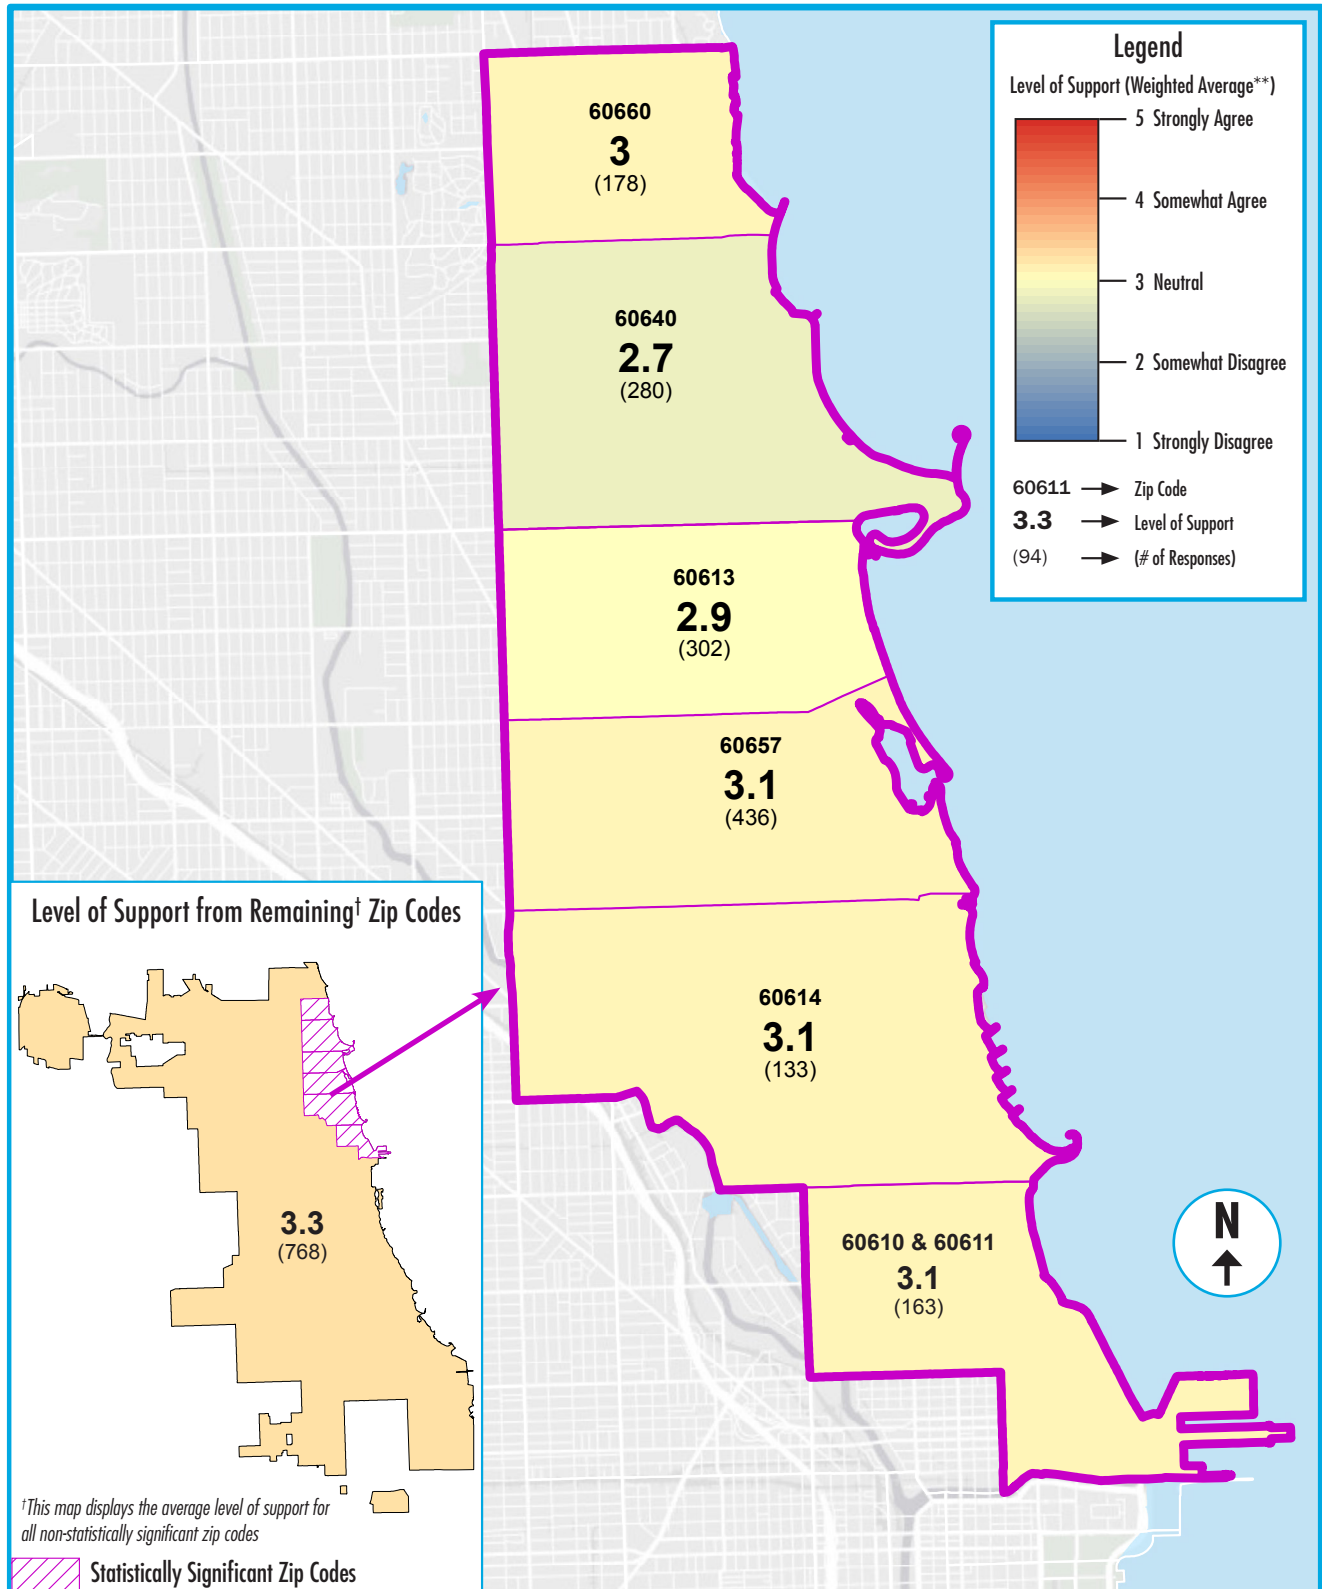 Legend
Level of Support (Weighted Average**)
5 Strongly Agree
4 Somewhat Agree
3 Neutral
2 Somewhat Disagree
1 Strongly Disagree
60611 Zip Code
3.3 Level of Support
(94) (# of Responses)
60660
3
(178)
60640
2.7
(280)
60613
2.9
(302)
60657
3.1
(436)
60614
3.1
(133)
60610 & 60611
3.1
(163)
N
Level of Support from Remaining† Zip Codes
3.3
(768)
†This map displays the average level of support for
all non-statistically significant zip codes
Statistically Significant Zip Codes